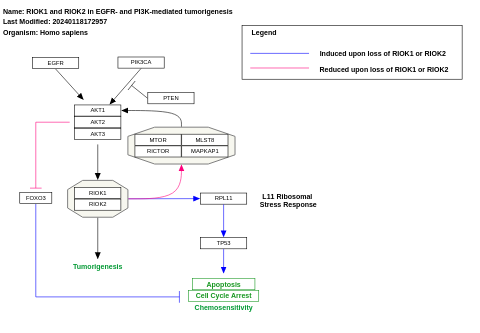 Name: RIOK1 and RIOK2 in EGFR- and PI3K-mediated tumorigenesis
Last Modified: 20240118172957
Organism: Homo sapiens
Legend
Induced upon loss of RIOK1 or RIOK2
Reduced upon loss of RIOK1 or RIOK2
EGFR
PIK3CA
PTEN
AKT1
AKT2
AKT3
MTOR
MLST8
RICTOR
MAPKAP1
FOXO3
RIOK1
RIOK2
RPL11
L11 Ribosomal
Stress Response
TP53
Tumorigenesis
Apoptosis
Cell Cycle Arrest
Chemosensitivity